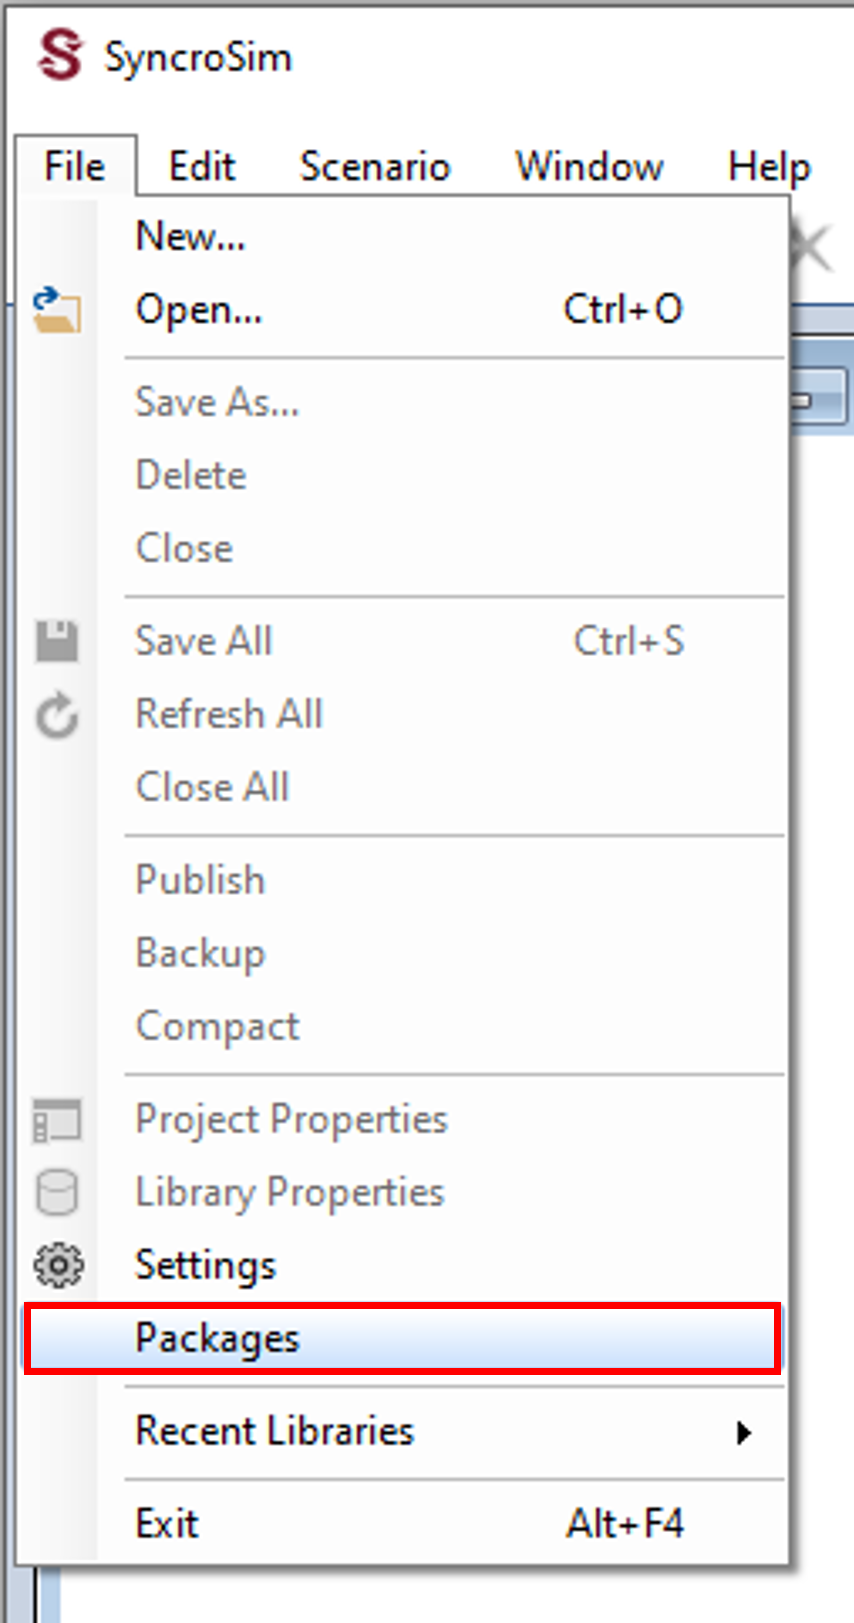 SyncroSim
File Edit Scenario Window Help
New...
Open... Ctrl+O
Save As...
Delete
Close
Save All Ctrl+S
Refresh All
Close All
Publish
Backup
Compact
Project Properties
Library Properties
Settings
Packages
Recent Libraries
Exit Alt+F4